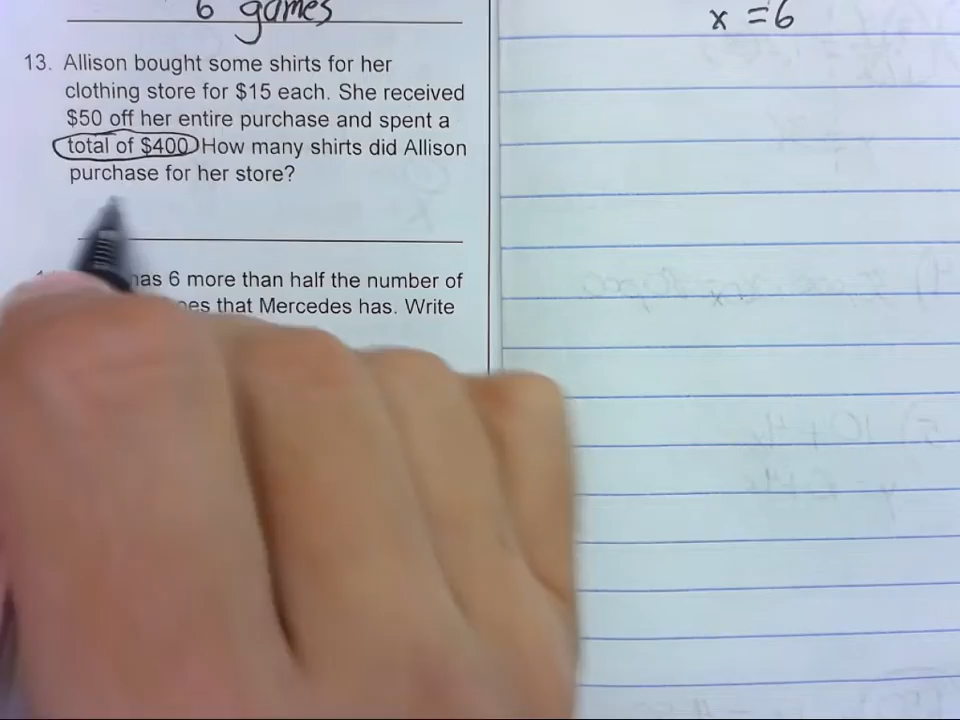 6 games
x = 6
13. Allison bought some shirts for her
clothing store for $15 each. She received
$50 off her entire purchase and spent a
total of $400. How many shirts did Allison
purchase for her store?
has 6 more than half the number of
that Mercedes has. Write